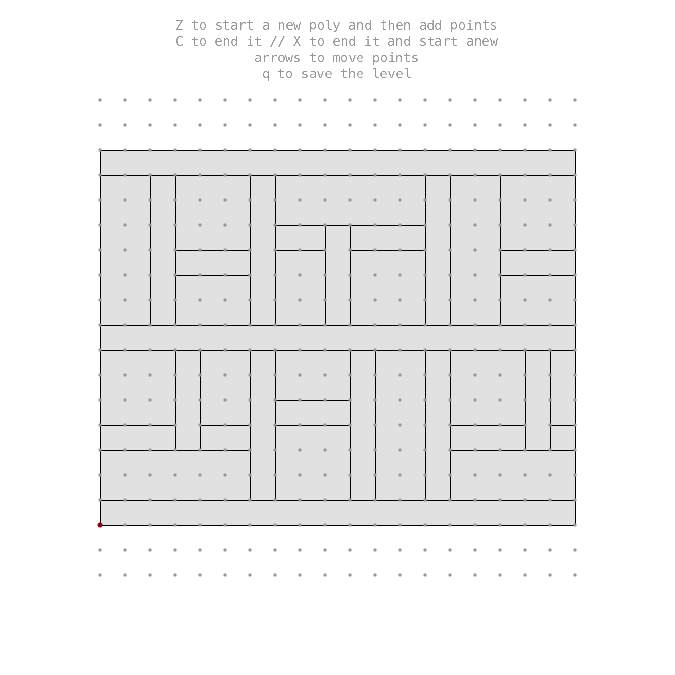 Z to start a new poly and then add points
C to end it // X to end it and start anew
arrows to move points
q to save the level